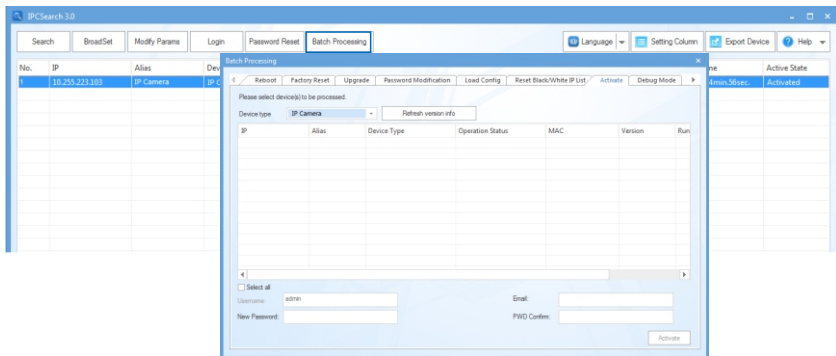 IPCSearch 3.0
Search BroadSet Modify Params Login Password Reset Batch Processing Language Setting Column Export Device Help
No. IP Alias Dev ne Active State
1 10.255.223.103 IP Camera IP C 4min.56sec. Activated
Batch Processing
Reboot Factory Reset Upgrade Password Modification Load Config Reset Black/White IP List Activate Debug Mode
Please select device(s) to be processed.
Device type IP Camera Refresh version info
IP Alias Device Type Operation Status MAC Version Run
Select all
Username: admin Email:
New Password: PWD Confirm:
Activate